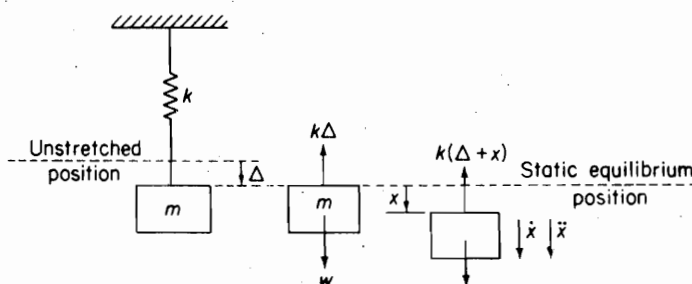 k
Unstretched
position
Δ
m
kΔ
m
w
k(Δ + x)
Static equilibrium
position
x
ẋ ẍ